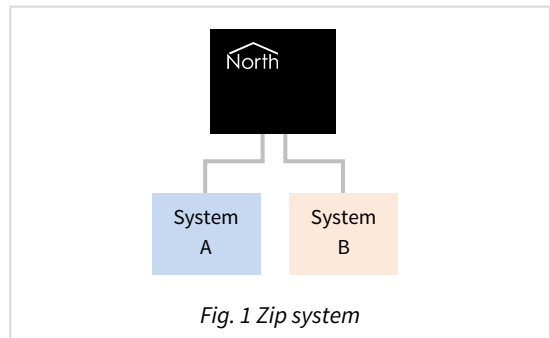 North
System
A
System
B
Fig. 1 Zip system